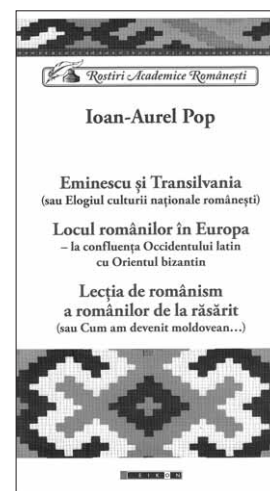 Rostiri Academice Românești
Ioan-Aurel Pop
Eminescu și Transilvania
(sau Elogiul culturii naționale românești)
Locul românilor în Europa
– la confluența Occidentului latin
cu Orientul bizantin
Lecția de românism
a românilor de la răsărit
(sau Cum am devenit moldovean...)
EIKON